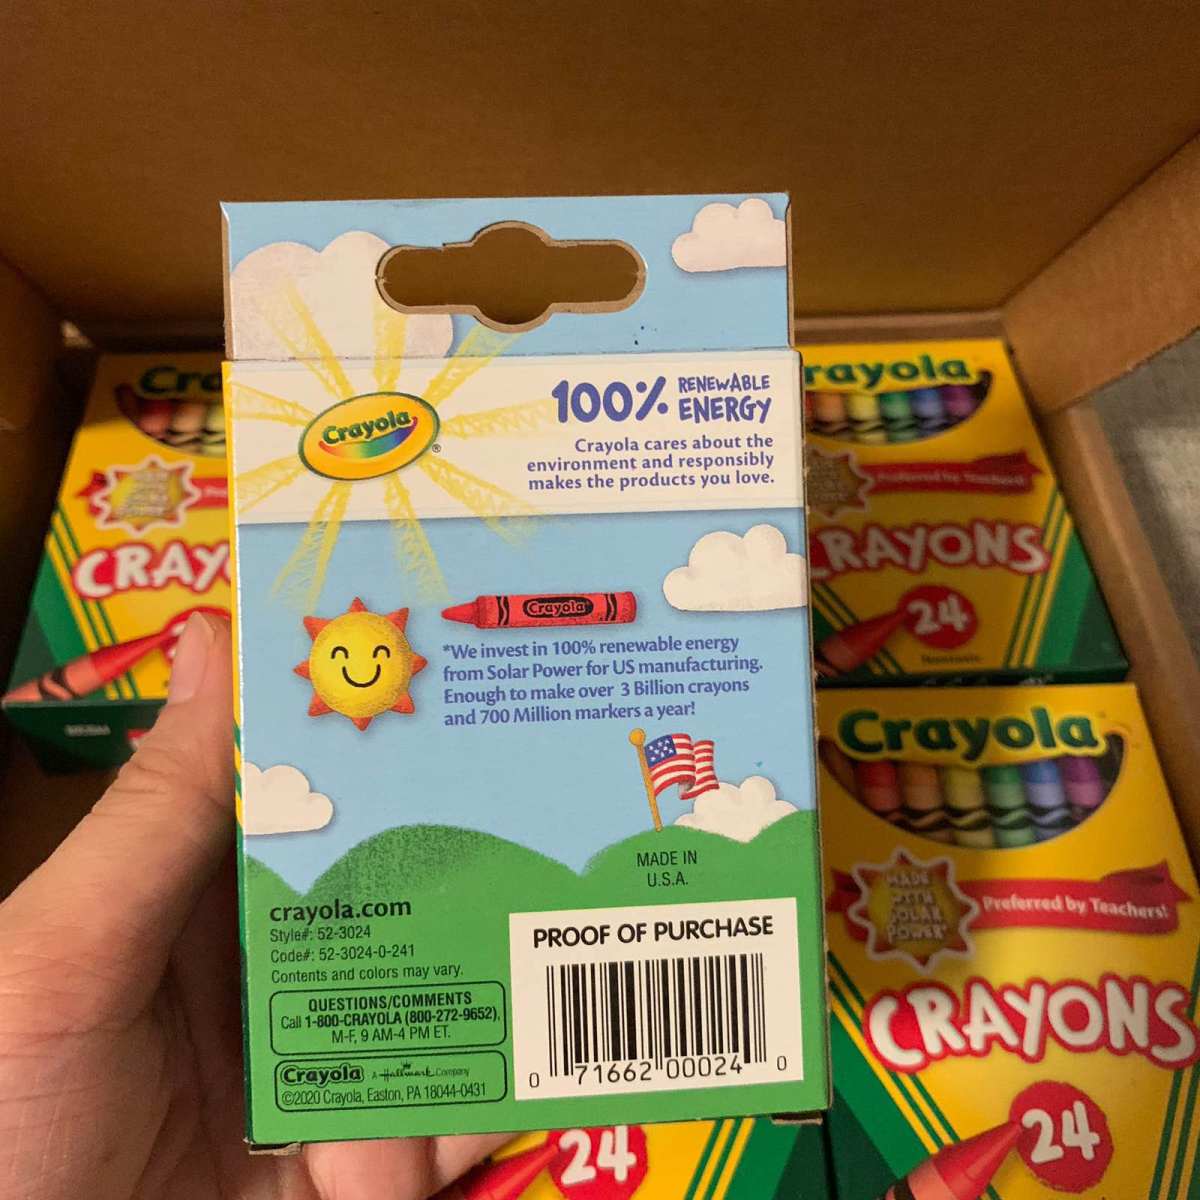 Crayola
100% RENEWABLE
ENERGY
Crayola cares about the
environment and responsibly
makes the products you love.
Crayola
*We invest in 100% renewable energy
from Solar Power for US manufacturing.
Enough to make over 3 Billion crayons
and 700 Million markers a year!
MADE IN
U.S.A.
crayola.com
Style#: 52-3024
Code#: 52-3024-0-241
Contents and colors may vary.
QUESTIONS/COMMENTS
Call 1-800-CRAYOLA (800-272-9652),
M-F, 9 AM-4 PM ET.
Crayola A Hallmark Company
©2020 Crayola, Easton, PA 18044-0431
PROOF OF PURCHASE
0 71662 00024 0
Cra
CRAY
rayola
Preferred by Teachers!
RAYONS
24
Crayola
MADE
WITH
SOLAR
POWER*
Preferred by Teachers!
CRAYONS
24
24